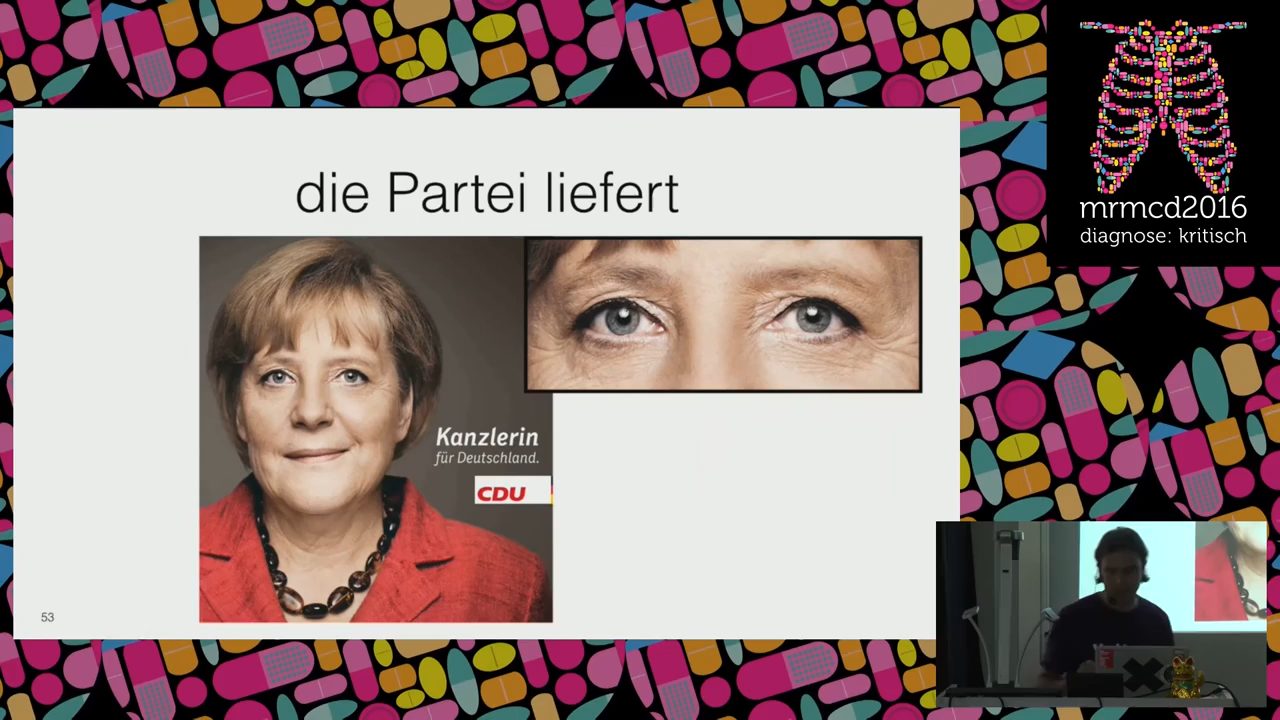 die Partei liefert
Kanzlerin
für Deutschland.
CDU
53
mrmcd2016
diagnose: kritisch